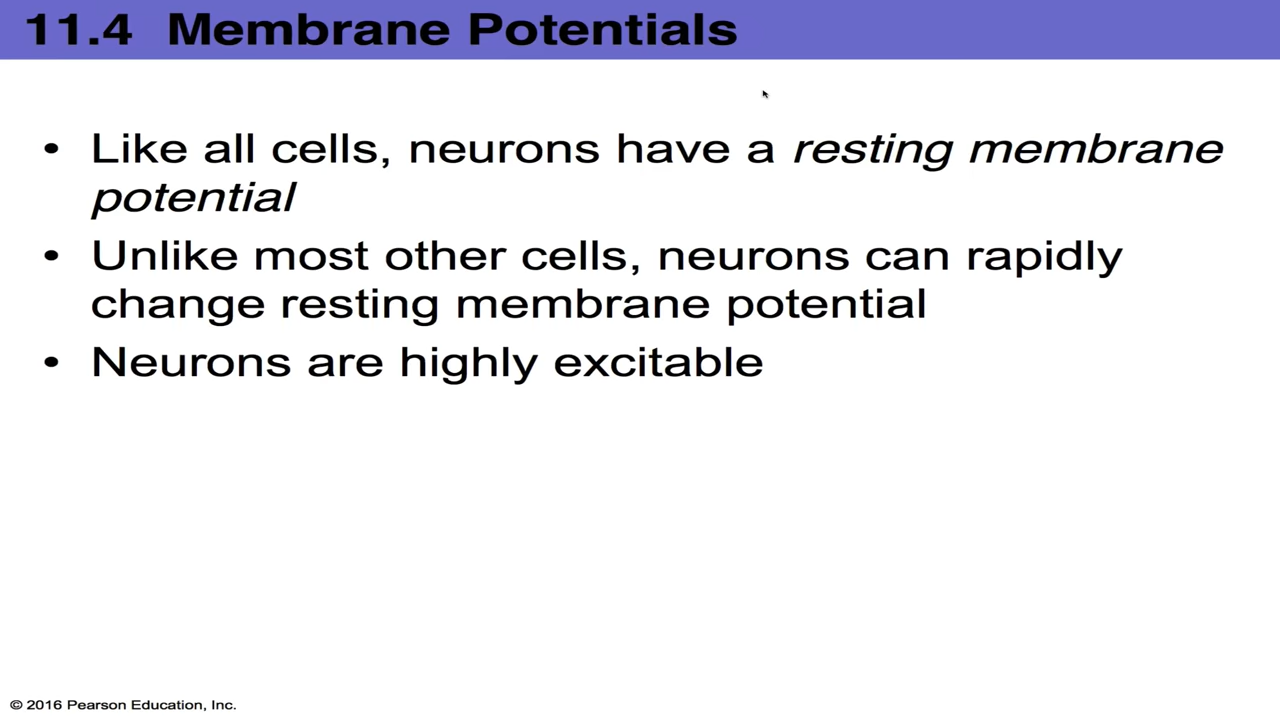 11.4 Membrane Potentials
• Like all cells, neurons have a resting membrane
potential
• Unlike most other cells, neurons can rapidly
change resting membrane potential
• Neurons are highly excitable
© 2016 Pearson Education, Inc.